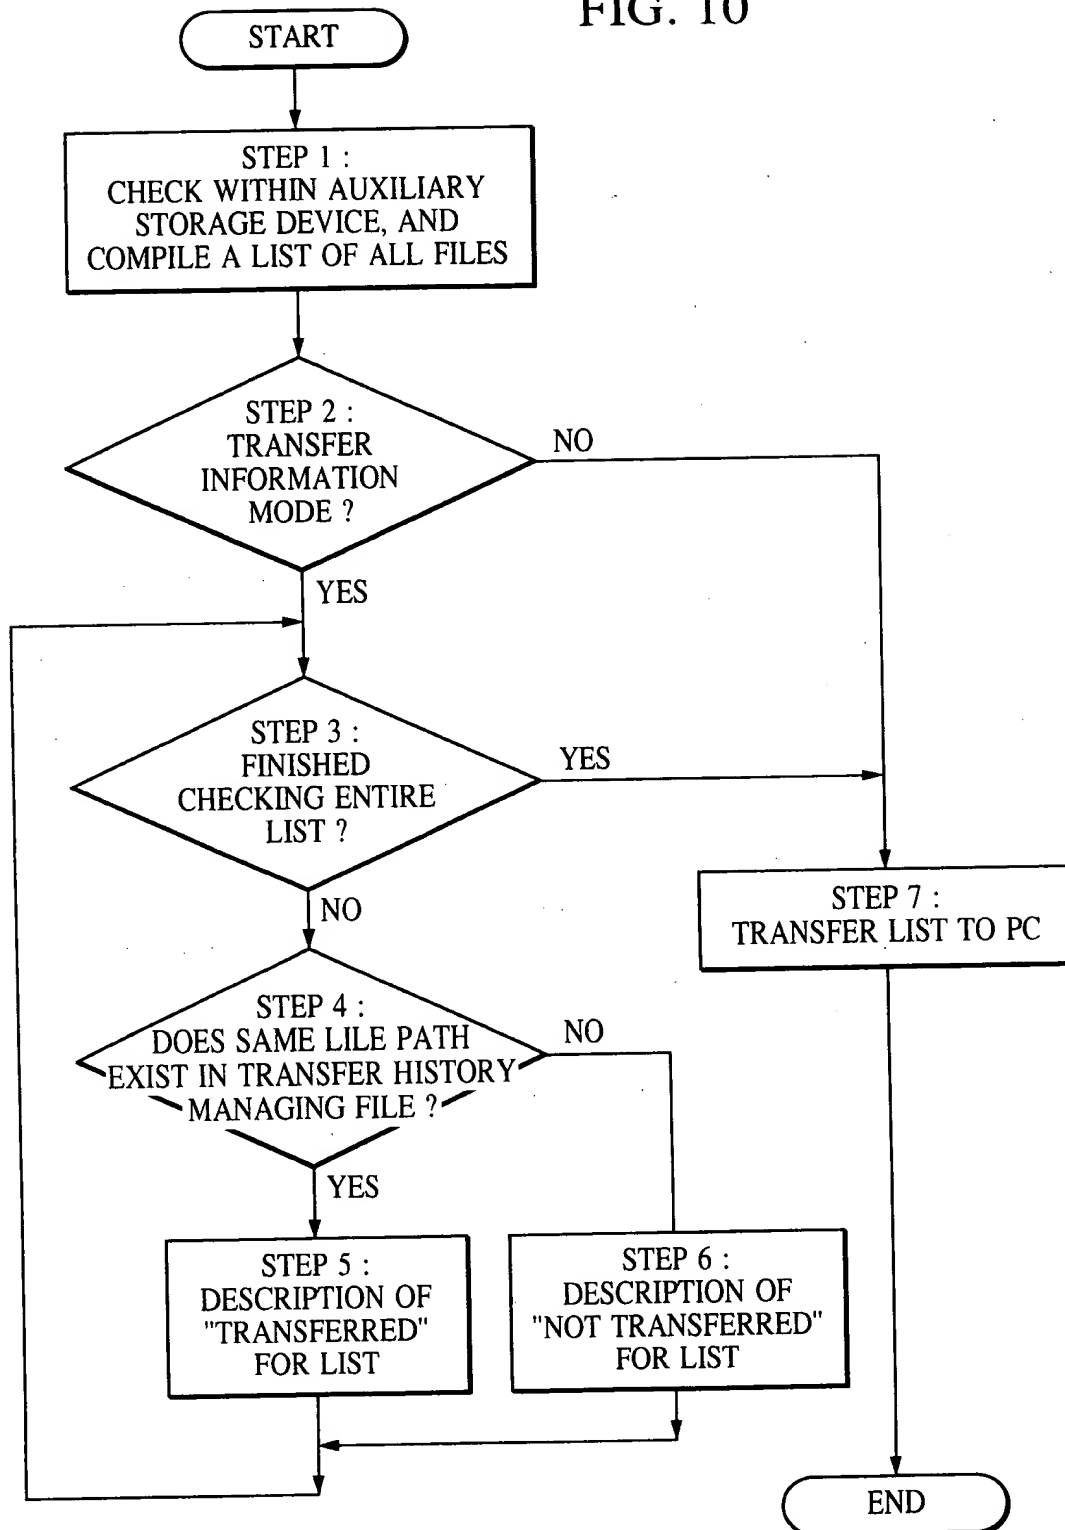 FIG. 10
START
STEP 1 :
CHECK WITHIN AUXILIARY
STORAGE DEVICE, AND
COMPILE A LIST OF ALL FILES
STEP 2 :
TRANSFER
INFORMATION
MODE ?
NO
YES
STEP 3 :
FINISHED
CHECKING ENTIRE
LIST ?
YES
NO
STEP 7 :
TRANSFER LIST TO PC
STEP 4 :
DOES SAME LILE PATH
EXIST IN TRANSFER HISTORY
MANAGING FILE ?
NO
YES
STEP 5 :
DESCRIPTION OF
"TRANSFERRED"
FOR LIST
STEP 6 :
DESCRIPTION OF
"NOT TRANSFERRED"
FOR LIST
END